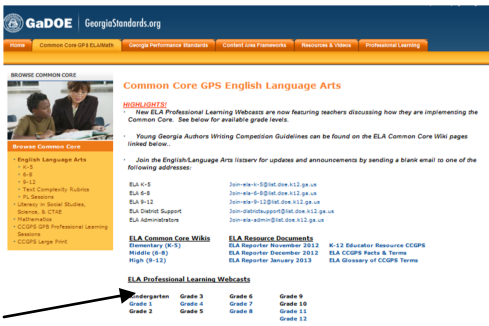 GaDOE GeorgiaStandards.org
Home Common Core GPS ELA/Math Georgia Performance Standards Content Area Frameworks Resources & Videos Professional Learning
BROWSE COMMON CORE
Browse Common Core
• English Language Arts
• K-5
• 6-8
• 9-12
• Text Complexity Rubrics
• PL Sessions
• Literacy in Social Studies,
Science, & CTAE
• Mathematics
• CCGPS GFB Professional Learning
Sessions
• CCGPS Large Print
Common Core GPS English Language Arts
HIGHLIGHTS!
· New ELA Professional Learning Webcasts are now featuring teachers discussing how they are implementing the
Common Core. See below for available grade levels.
· Young Georgia Authors Writing Competition Guidelines can be found on the ELA Common Core Wiki pages
linked below..
· Join the English/Language Arts listserv for updates and announcements by sending a blank email to one of the
following addresses:
ELA K-5 Join-ela-k-5@list.doe.k12.ga.us
ELA 6-8 Join-ela-6-8@list.doe.k12.ga.us
ELA 9-12 Join-ela-9-12@list.doe.k12.ga.us
ELA District Support Join-districtsupport@list.doe.k12.ga.us
ELA Administrators Join-ela-admin@list.doe.k12.ga.us
ELA Common Core Wikis ELA Resource Documents
Elementary (K-5) ELA Reporter November 2012 K-12 Educator Resource CCGPS
Middle (6-8) ELA Reporter December 2012 ELA CCGPS Facts & Terms
High (9-12) ELA Reporter January 2013 ELA Glossary of CCGPS Terms
ELA Professional Learning Webcasts
Kindergarten Grade 3 Grade 6 Grade 9
Grade 1 Grade 4 Grade 7 Grade 10
Grade 2 Grade 5 Grade 8 Grade 11
Grade 12